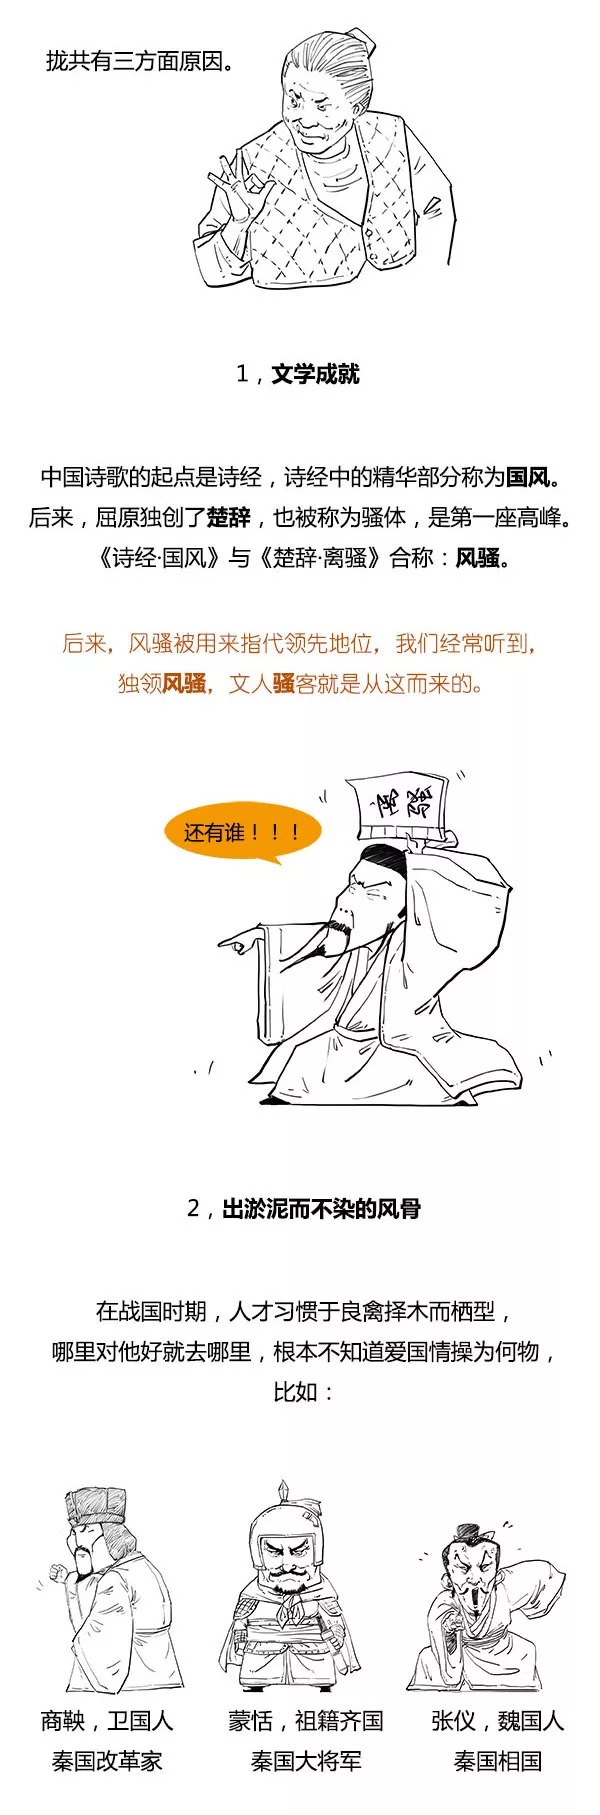 拢共有三方面原因。
1，文学成就
中国诗歌的起点是诗经，诗经中的精华部分称为国风。
后来，屈原独创了楚辞，也被称为骚体，是第一座高峰。
《诗经·国风》与《楚辞·离骚》合称：风骚。
后来，风骚被用来指代领先地位，我们经常听到，
独领风骚，文人骚客就是从这而来的。
离骚
还有谁！！！
2，出淤泥而不染的风骨
在战国时期，人才习惯于良禽择木而栖型，
哪里对他好就去哪里，根本不知道爱国情操为何物，
比如：
商鞅，卫国人
秦国改革家
蒙恬，祖籍齐国
秦国大将军
张仪，魏国人
秦国相国